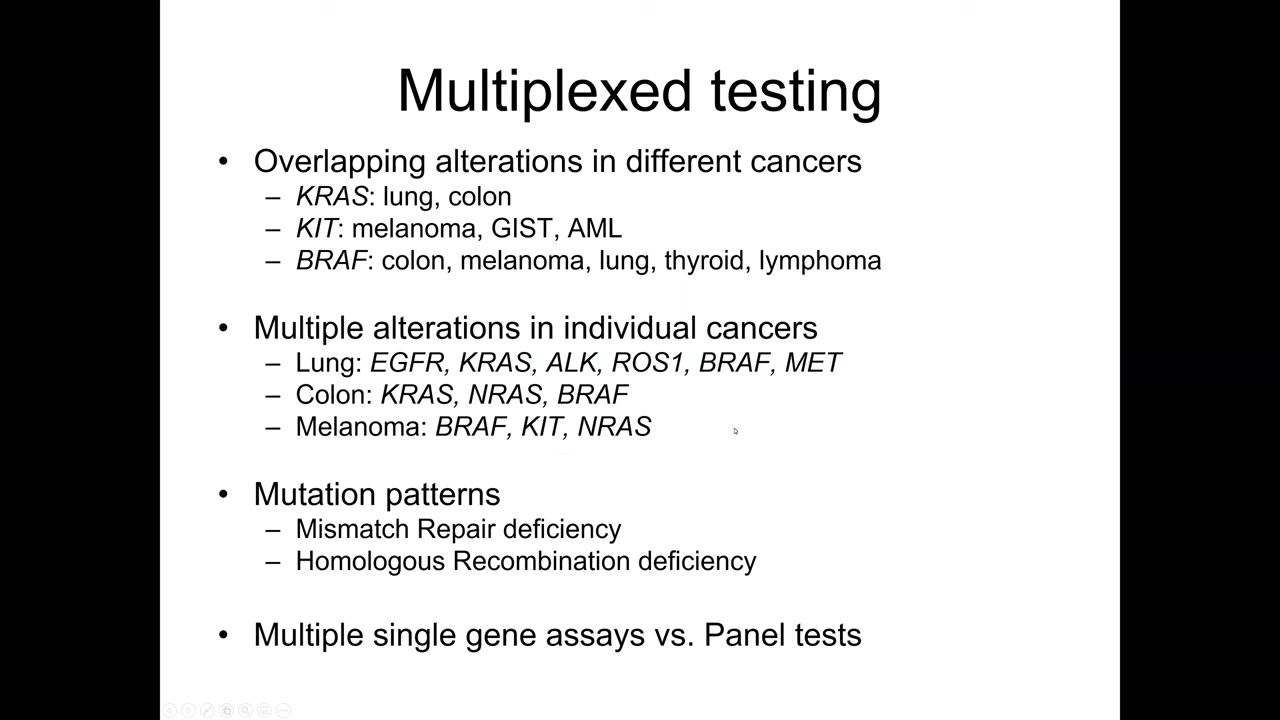 Multiplexed testing
• Overlapping alterations in different cancers
– KRAS: lung, colon
– KIT: melanoma, GIST, AML
– BRAF: colon, melanoma, lung, thyroid, lymphoma
• Multiple alterations in individual cancers
– Lung: EGFR, KRAS, ALK, ROS1, BRAF, MET
– Colon: KRAS, NRAS, BRAF
– Melanoma: BRAF, KIT, NRAS
• Mutation patterns
– Mismatch Repair deficiency
– Homologous Recombination deficiency
• Multiple single gene assays vs. Panel tests